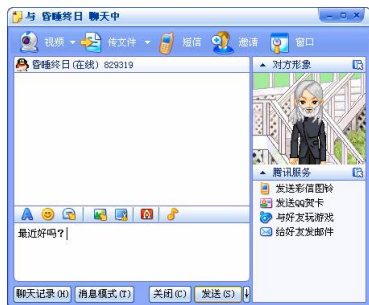 与 昏睡终日 聊天中
视频 传文件 短信 邀请 窗口
昏睡终日(在线) 829319
对方形象
腾讯服务
发送彩信图铃
发送QQ贺卡
与好友玩游戏
给好友发邮件
A
最近好吗?
聊天记录(H) 消息模式(T) 关闭(C) 发送(S)